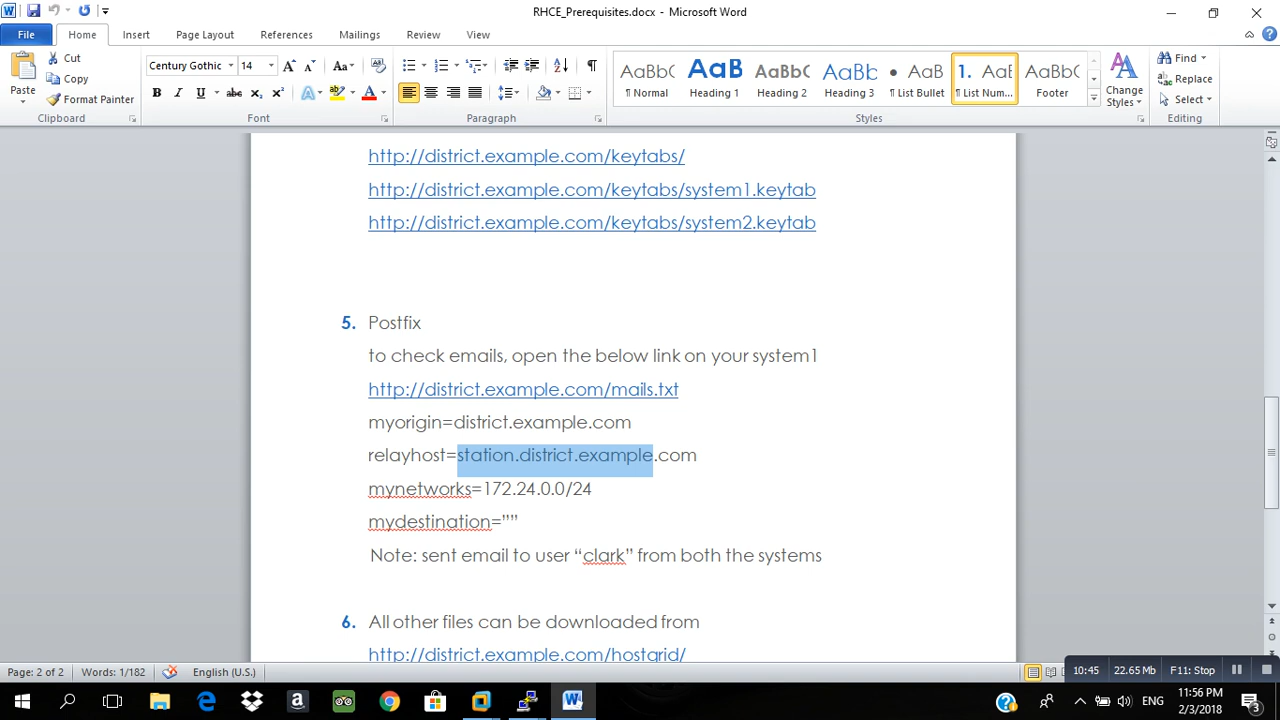 RHCE_Prerequisites.docx - Microsoft Word
File Home Insert Page Layout References Mailings Review View
Paste
Cut
Copy
Format Painter
Clipboard
Century Gothic 14
Font
Paragraph
AaBbC AaB AaBbC AaBb AaB 1. AaE AaBbC
¶ Normal Heading 1 Heading 2 Heading 3 ¶ List Bullet ¶ List Num... Footer
Change Styles
Styles
Find
Replace
Select
Editing
http://district.example.com/keytabs/
http://district.example.com/keytabs/system1.keytab
http://district.example.com/keytabs/system2.keytab
5. Postfix
to check emails, open the below link on your system1
http://district.example.com/mails.txt
myorigin=district.example.com
relayhost=station.district.example.com
mynetworks=172.24.0.0/24
mydestination=””
Note: sent email to user “clark” from both the systems
6. All other files can be downloaded from
http://district.example.com/hostgrid/
Page: 2 of 2 Words: 1/182 English (U.S.)
10:45 22.65 Mb F11: Stop
ENG 11:56 PM
2/3/2018 3